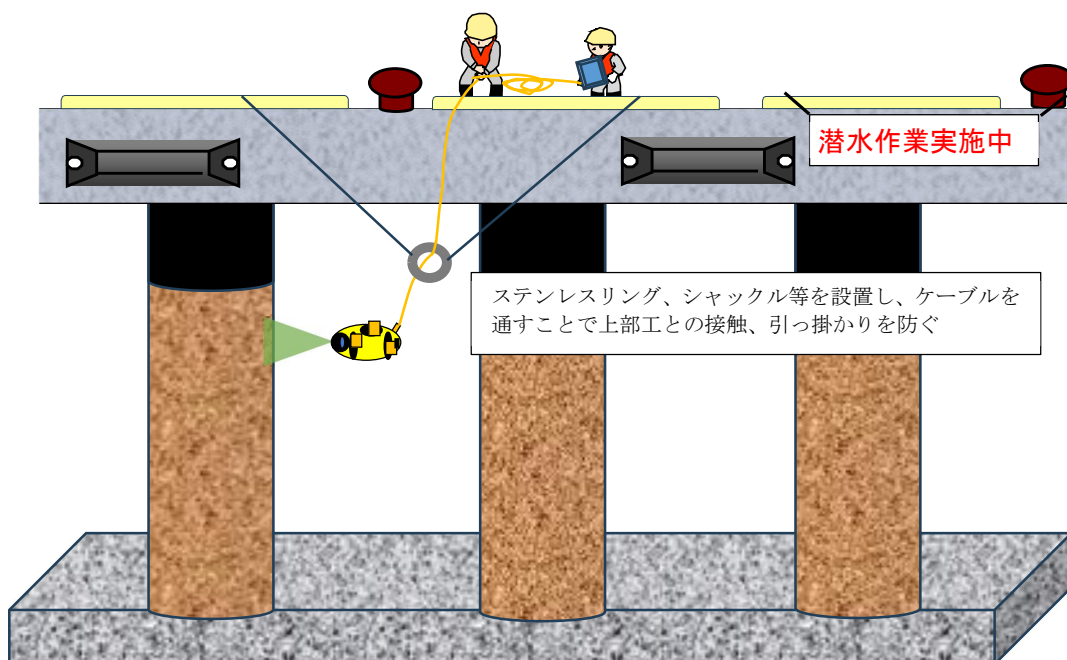 潜水作業実施中
ステンレスリング、シャックル等を設置し、ケーブルを
通すことで上部工との接触、引っ掛かりを防ぐ